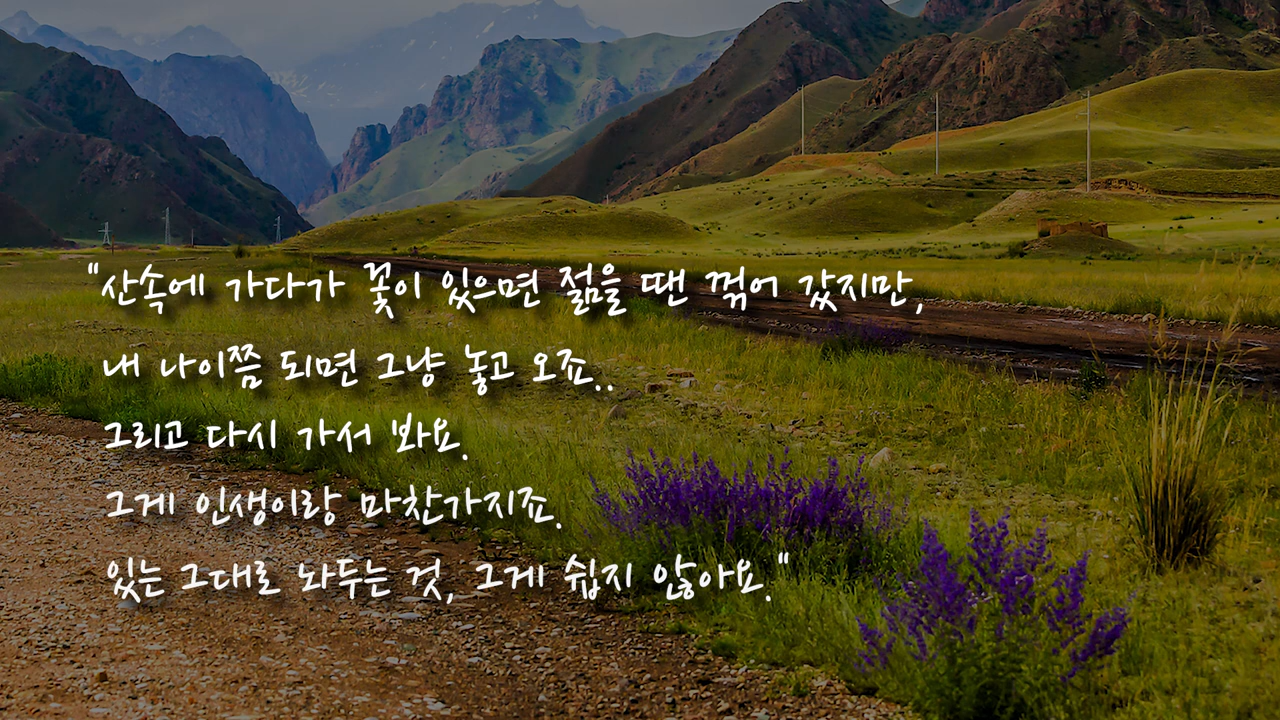 "산속에 가다가 꽃이 있으면 젊을 땐 꺾어 갔지만,
내 나이쯤 되면 그냥 놓고 오죠..
그리고 다시 가서 봐요.
그게 인생이랑 마찬가지죠.
있는 그대로 놔두는 것, 그게 쉽지 않아요."